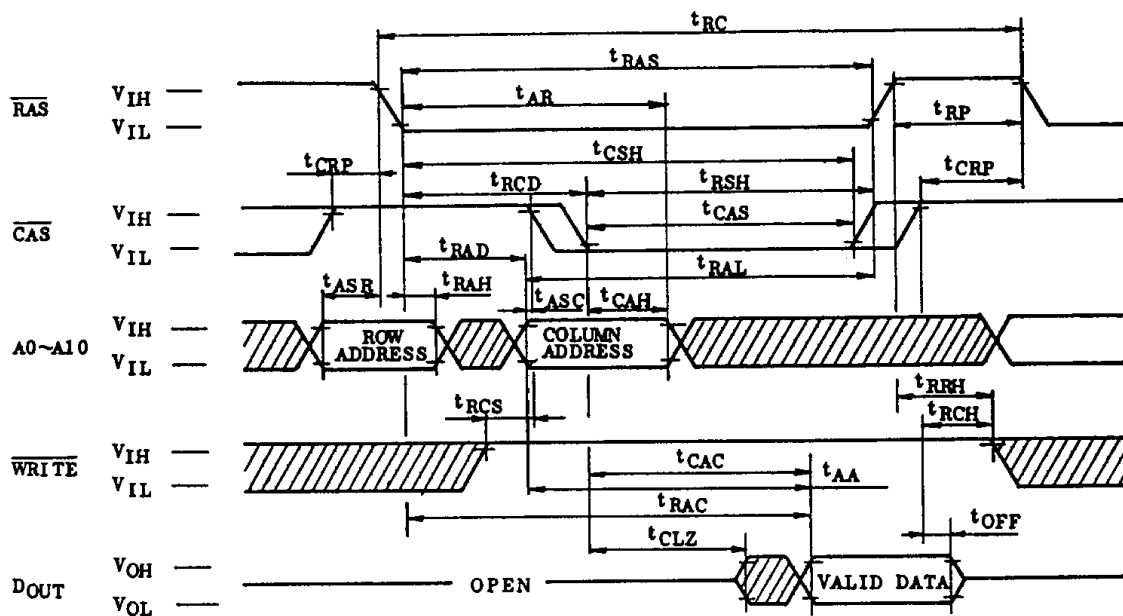 tRC
tRAS
RAS
VIH
tAR
VIL
tRP
tCSH
tCRP
tRCD
tRSH
tCRP
CAS
VIH
tCAS
VIL
tRAD
tRAL
tASR
tRAH
tASC
tCAH
A0~A10
VIH
ROW ADDRESS
COLUMN ADDRESS
VIL
tRRH
tRCS
tRCH
WRITE
VIH
tCAC
VIL
tAA
tRAC
tOFF
tCLZ
DOUT
VOH
OPEN
VALID DATA
VOL